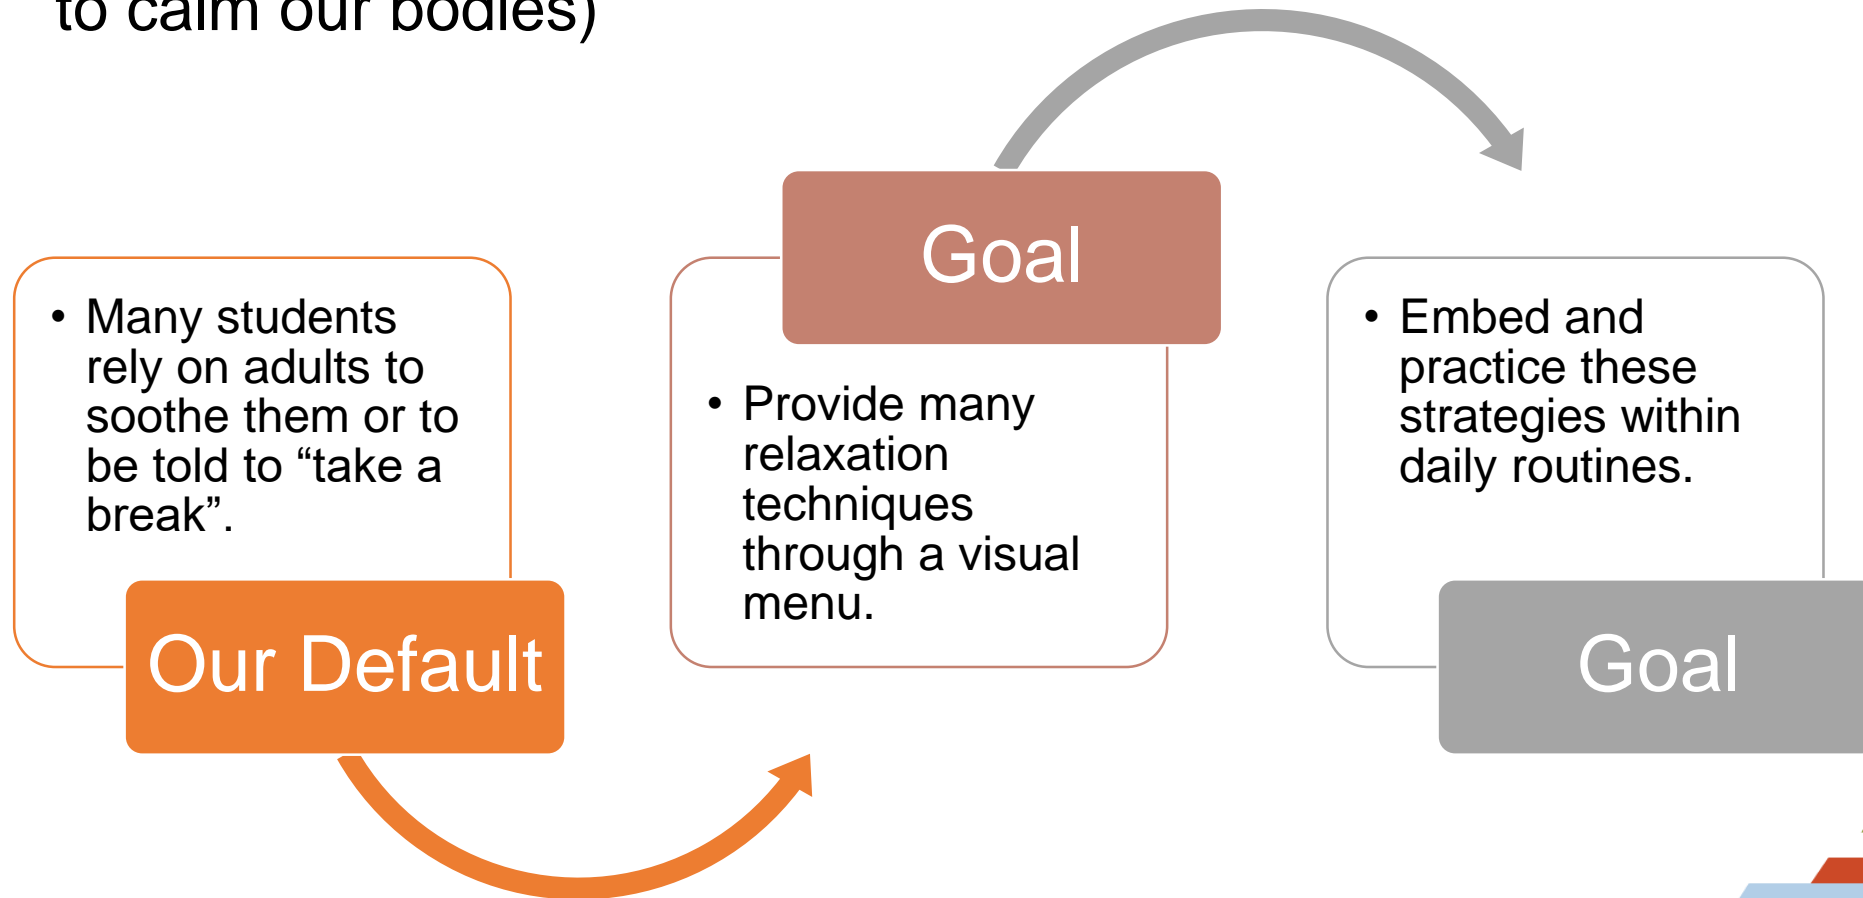 to calm our bodies)
• Many students
rely on adults to
soothe them or to
be told to “take a
break”.
Our Default
Goal
• Provide many
relaxation
techniques
through a visual
menu.
• Embed and
practice these
strategies within
daily routines.
Goal